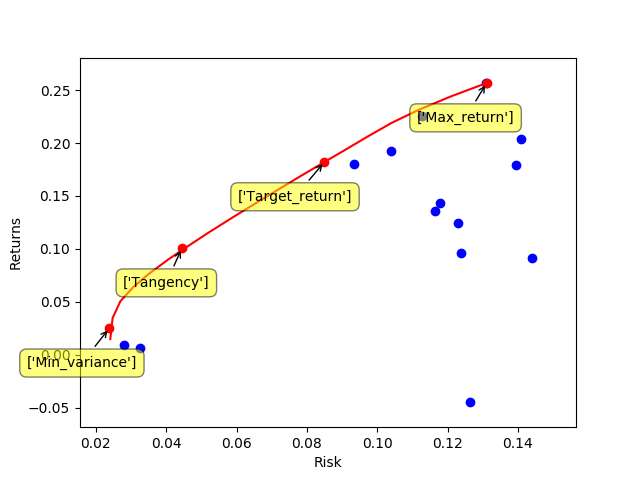 0.25
['Max_return']
0.20
['Target_return']
0.15
Returns
0.10
['Tangency']
0.05
0.00
['Min_variance']
−0.05
0.02 0.04 0.06 0.08 0.10 0.12 0.14
Risk